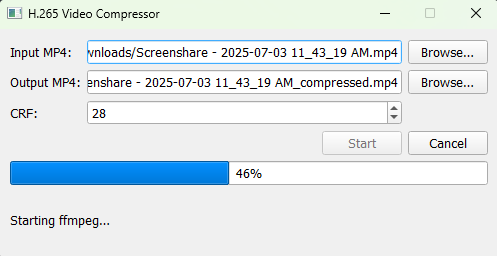 H.265 Video Compressor
Input MP4: wnloads/Screenshare - 2025-07-03 11_43_19 AM.mp4 Browse...
Output MP4: enshare - 2025-07-03 11_43_19 AM_compressed.mp4 Browse...
CRF: 28
Start Cancel
46%
Starting ffmpeg...